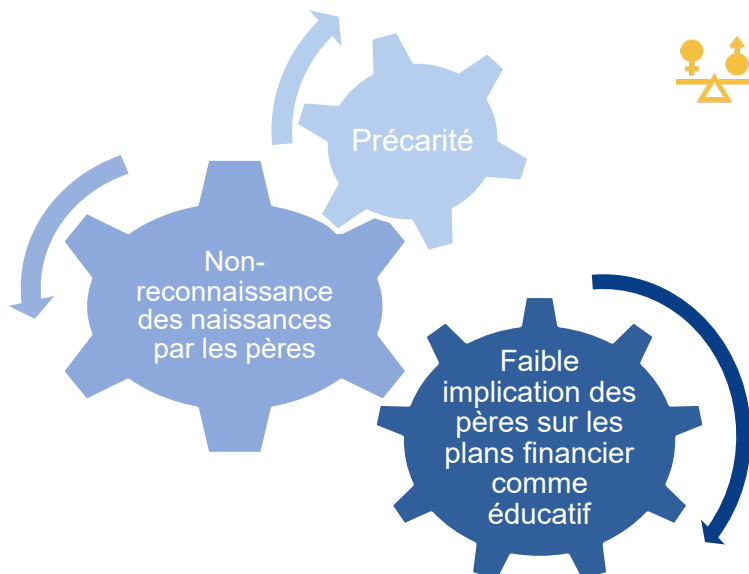 Précarité
Non-
reconnaissance
des naissances
par les pères
Faible
implication des
pères sur les
plans financier
comme
éducatif